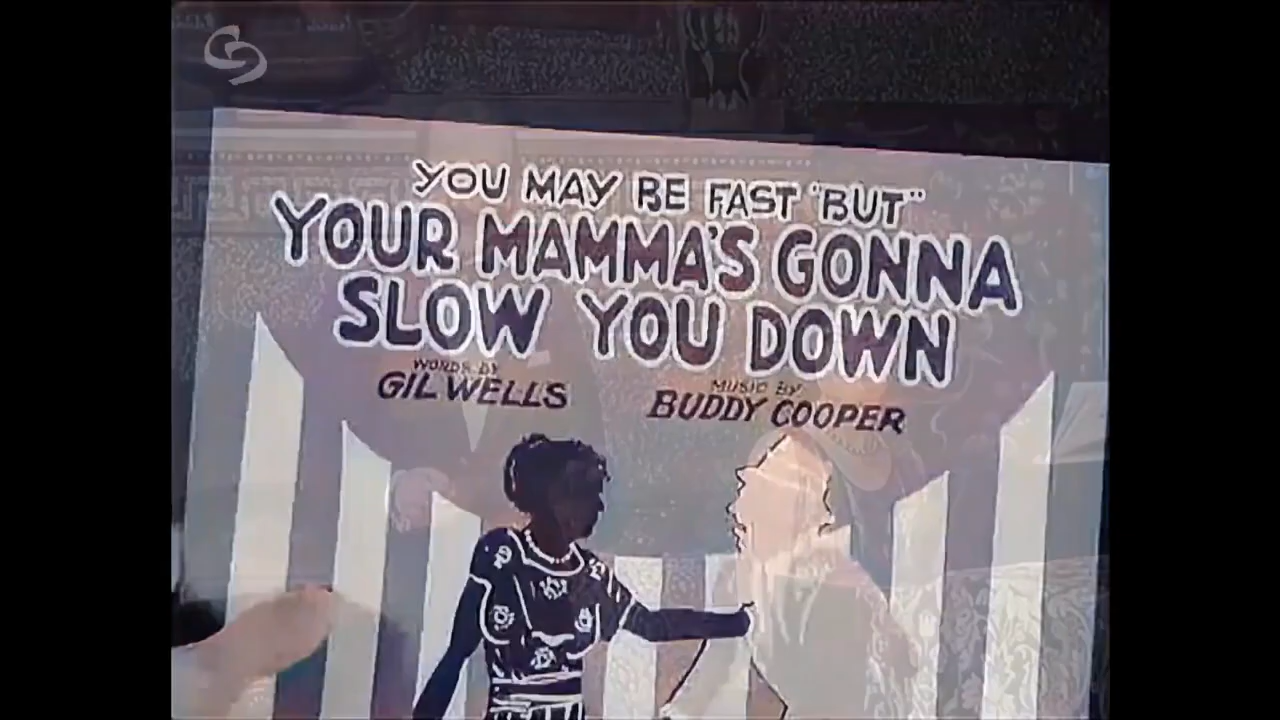 YOU MAY BE FAST "BUT"
YOUR MAMMA'S GONNA
SLOW YOU DOWN
WORDS BY
GIL WELLS
MUSIC BY
BUDDY COOPER